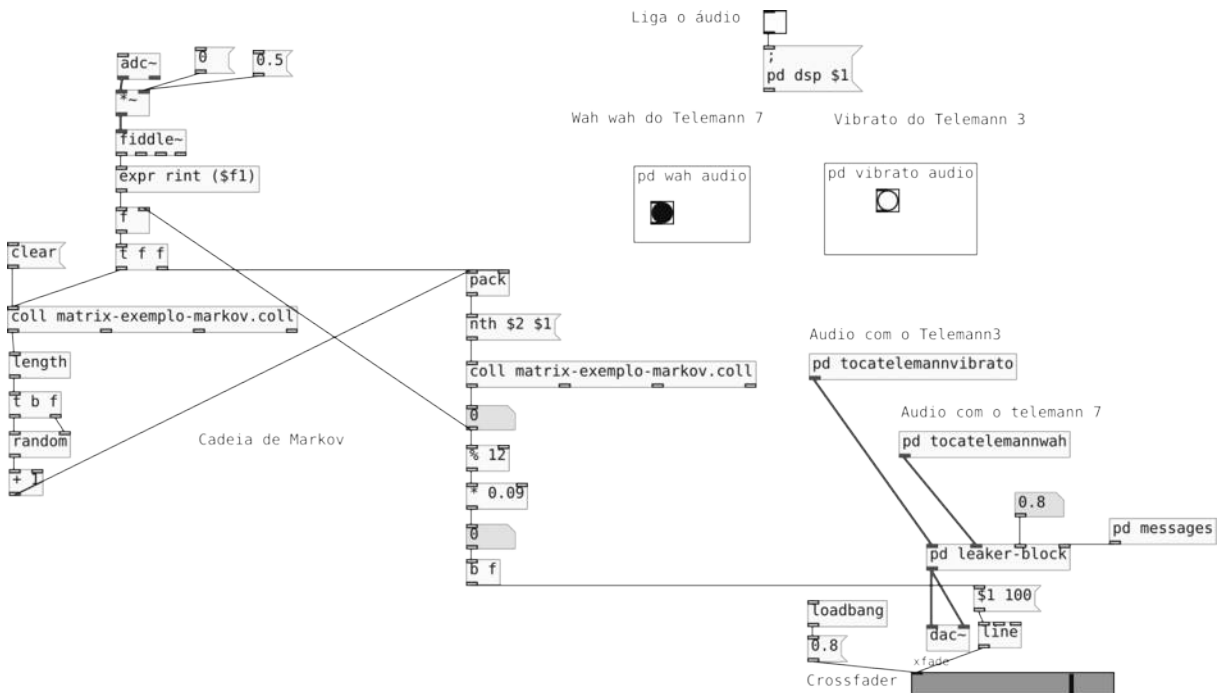 Liga o áudio
;
pd dsp $1
adc~
0
0.5
*~
fiddle~
expr rint ($f1)
f
t f f
clear
coll matrix-exemplo-markov.coll
length
t b f
random
+ 1
Cadeia de Markov
pack
nth $2 $1
coll matrix-exemplo-markov.coll
0
% 12
* 0.09
0
b f
Wah wah do Telemann 7
pd wah audio
Vibrato do Telemann 3
pd vibrato audio
Audio com o Telemann3
pd tocatelemannvibrato
Audio com o telemann 7
pd tocatelemannwah
0.8
pd messages
pd leaker-block
$1 100
loadbang
0.8
dac~
line
xfade
Crossfader